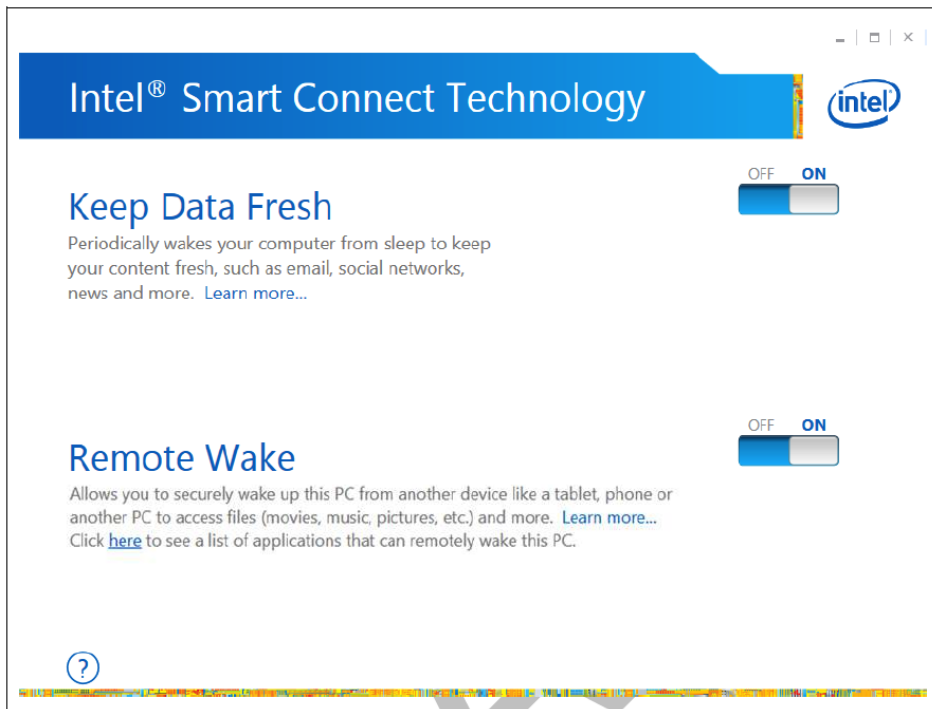 Intel® Smart Connect Technology
intel
OFF ON
Keep Data Fresh
Periodically wakes your computer from sleep to keep
your content fresh, such as email, social networks,
news and more. Learn more...
OFF ON
Remote Wake
Allows you to securely wake up this PC from another device like a tablet, phone or
another PC to access files (movies, music, pictures, etc.) and more. Learn more...
Click here to see a list of applications that can remotely wake this PC.
?